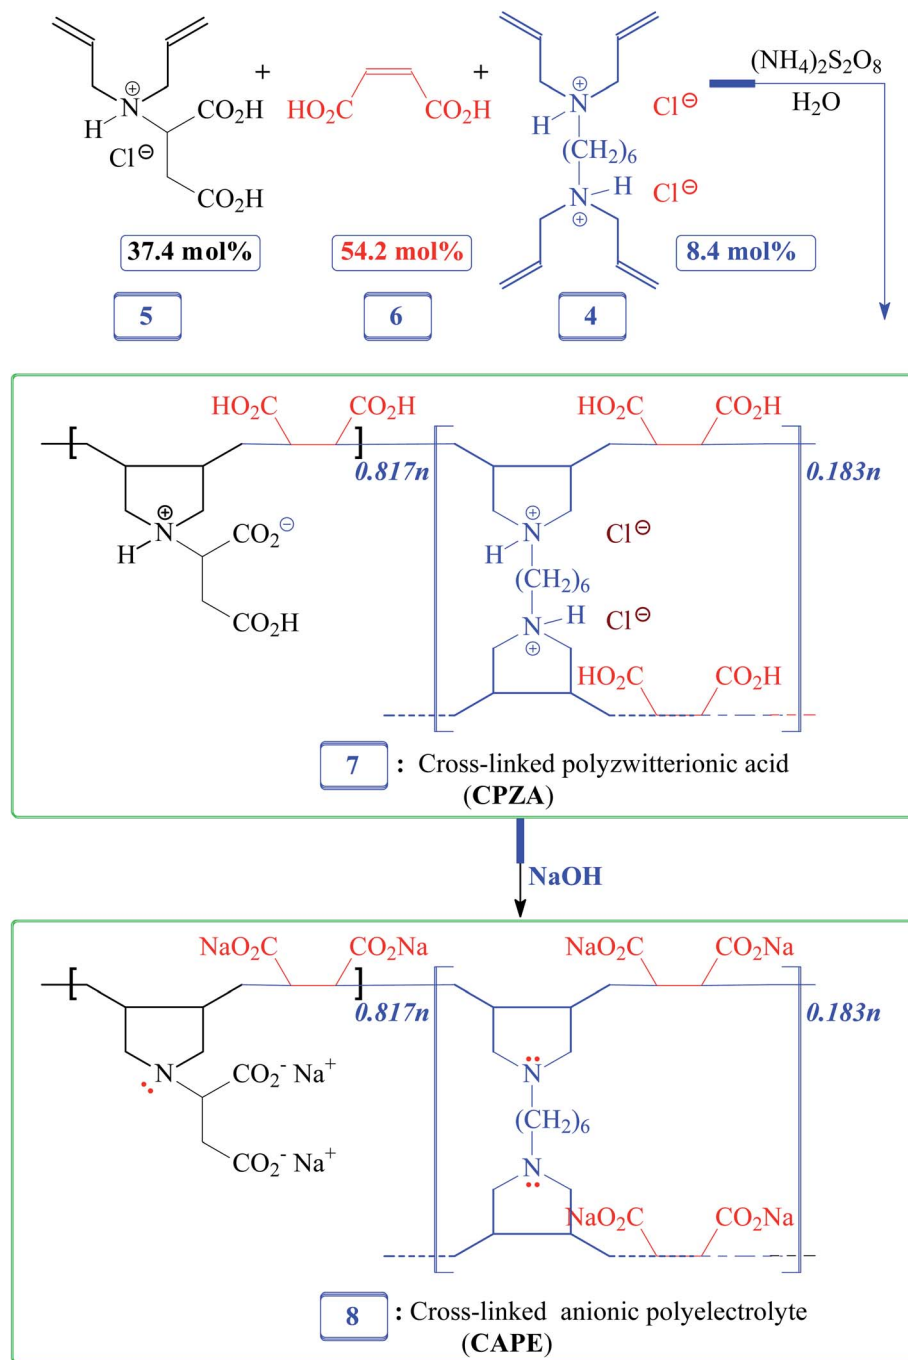 + + (NH4)2S2O8
H2O
H N⊕ CO2H
Cl⊖
CO2H
HO2C CO2H
H N⊕ Cl⊖
(CH2)6
N⊕ H Cl⊖
37.4 mol% 54.2 mol% 8.4 mol%
5 6 4
HO2C CO2H HO2C CO2H
[ ]0.817n [ ]0.183n
H N⊕ CO2⊖
CO2H
H N⊕ Cl⊖
(CH2)6
N⊕ H Cl⊖
HO2C CO2H
7 : Cross-linked polyzwitterionic acid
(CPZA)
NaOH
NaO2C CO2Na NaO2C CO2Na
[ ]0.817n [ ]0.183n
N CO2- Na+
CO2- Na+
N
(CH2)6
N
NaO2C CO2Na
8 : Cross-linked anionic polyelectrolyte
(CAPE)